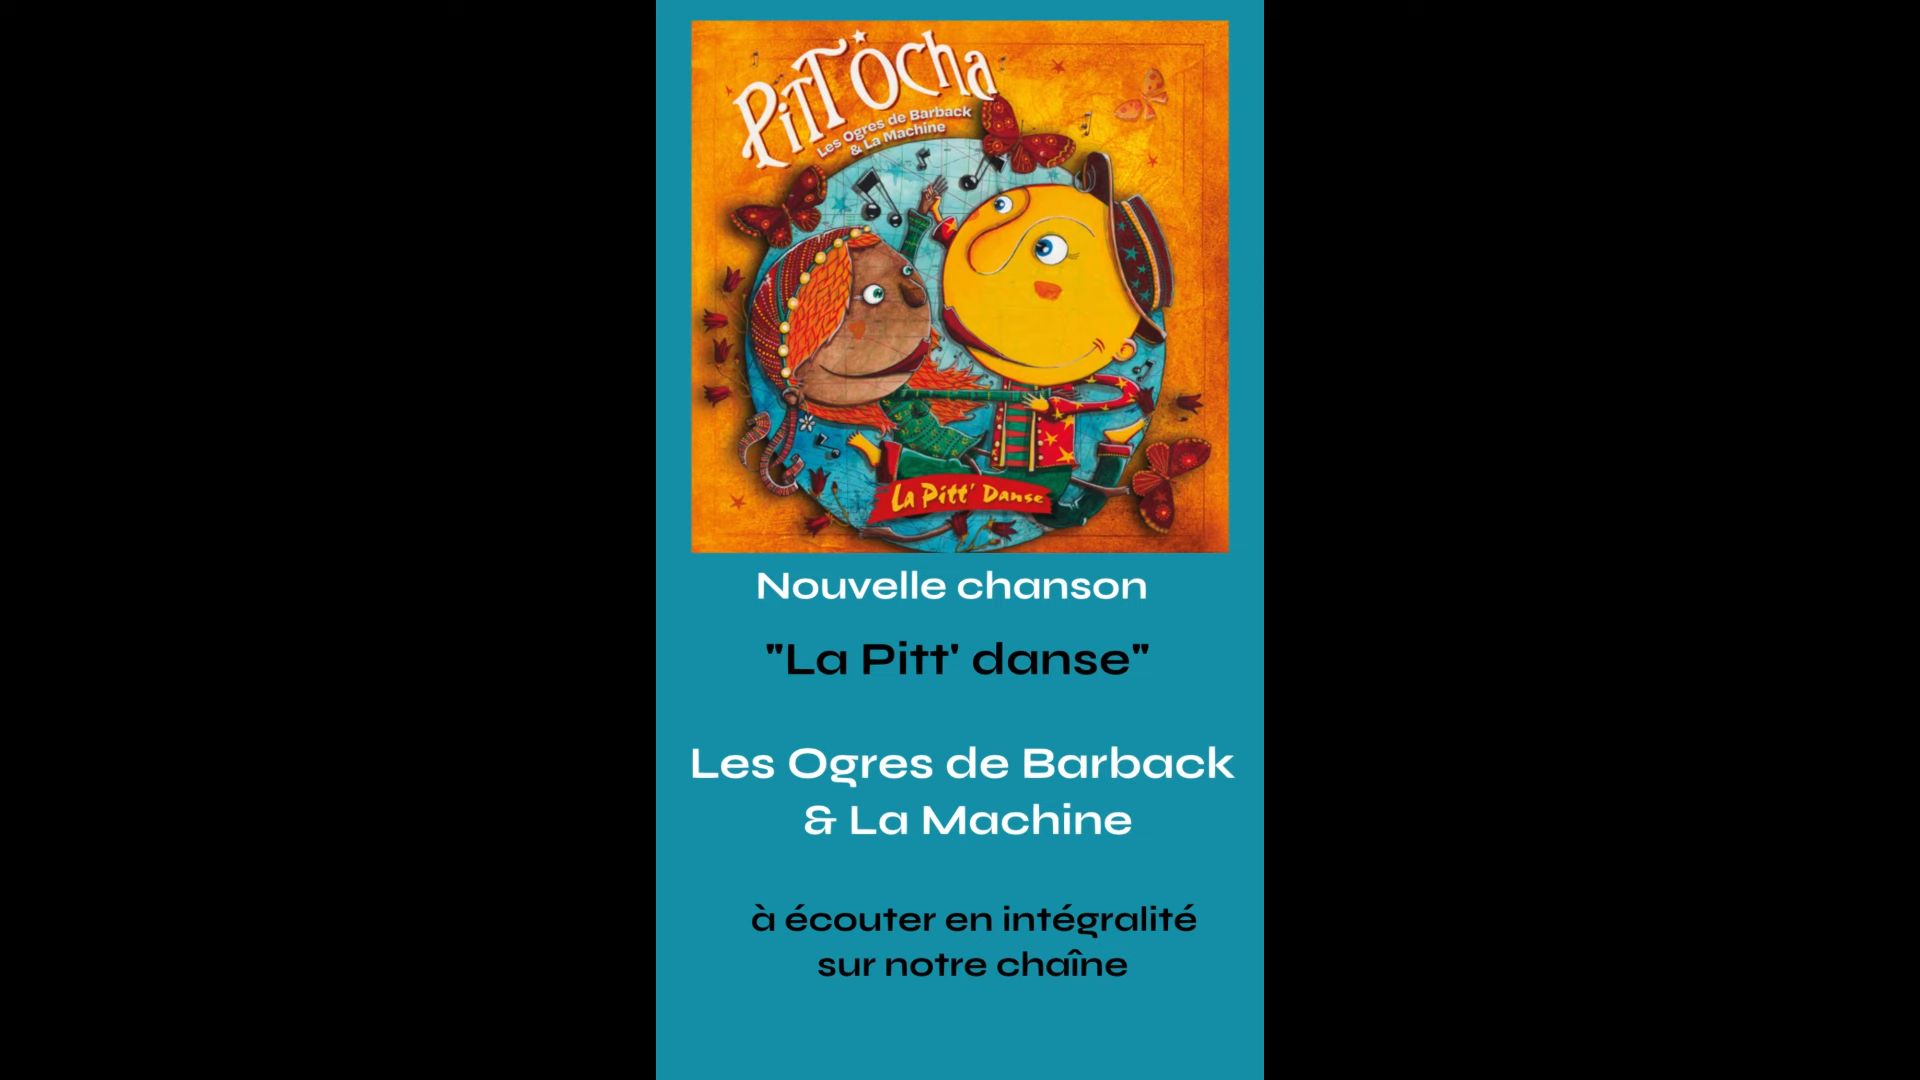 PITT OCHA
Les Ogres de Barback
& La Machine
La Pitt' Danse
Nouvelle chanson
"La Pitt' danse"
Les Ogres de Barback
& La Machine
à écouter en intégralité
sur notre chaîne